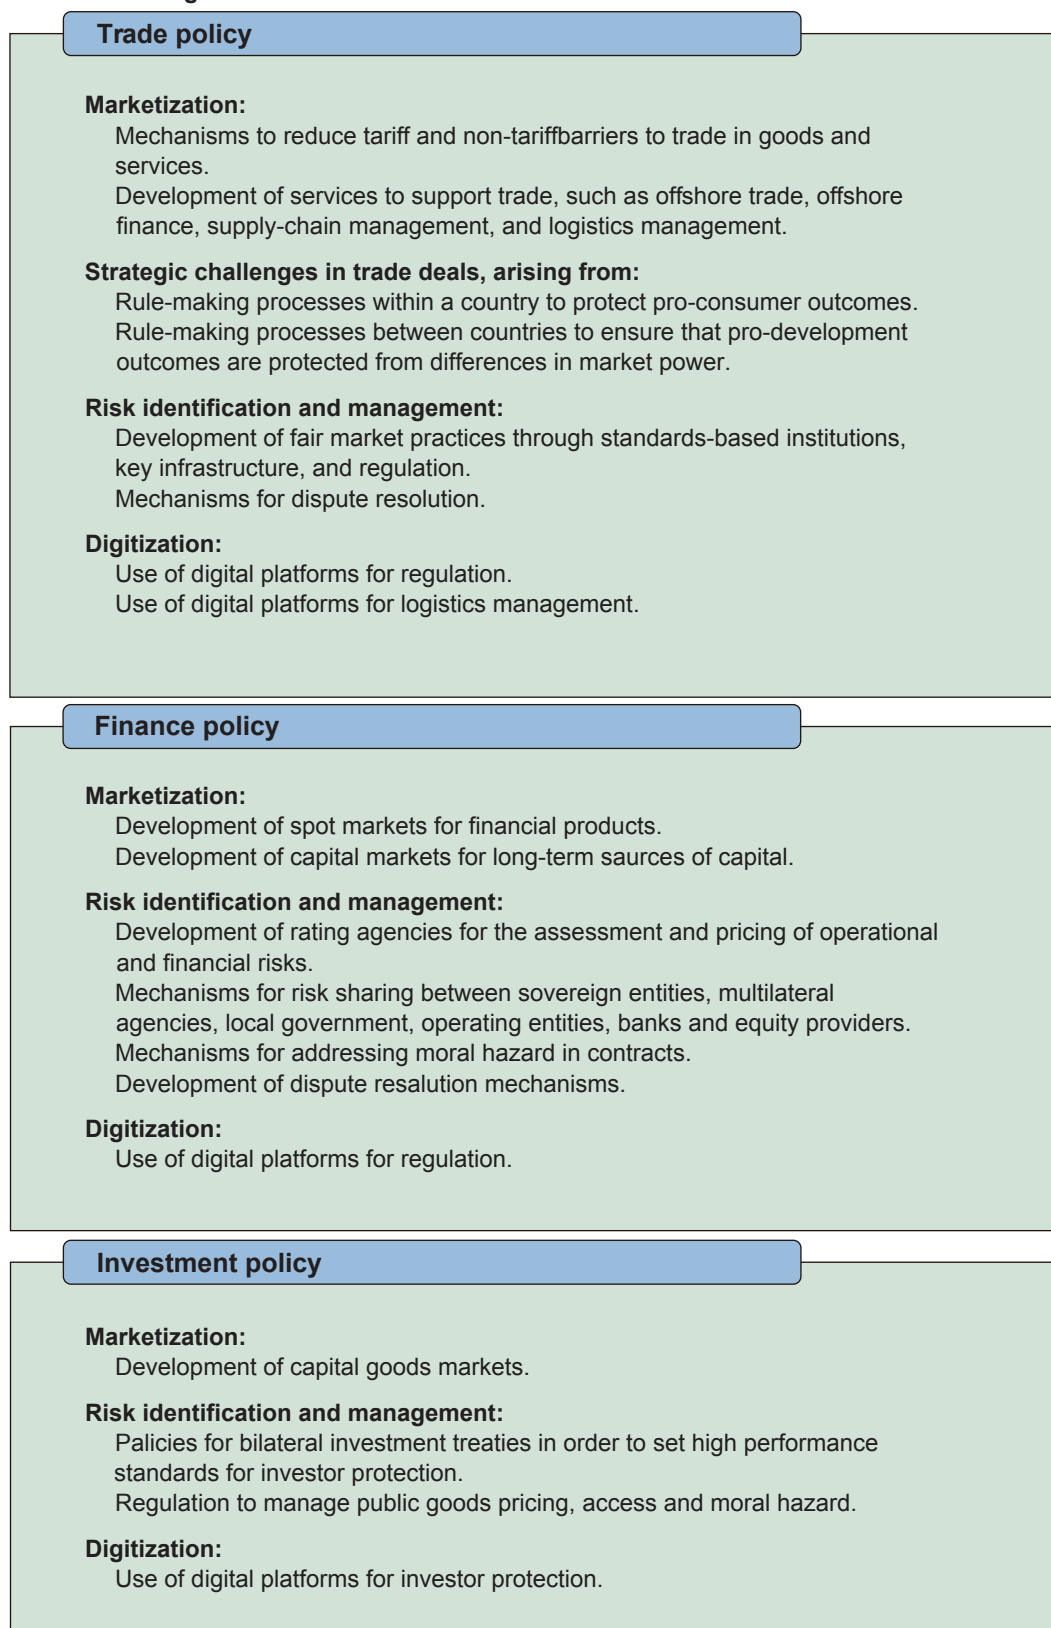 Trade policy
Marketization:
Mechanisms to reduce tariff and non-tariffbarriers to trade in goods and
services.
Development of services to support trade, such as offshore trade, offshore
finance, supply-chain management, and logistics management.
Strategic challenges in trade deals, arising from:
Rule-making processes within a country to protect pro-consumer outcomes.
Rule-making processes between countries to ensure that pro-development
outcomes are protected from differences in market power.
Risk identification and management:
Development of fair market practices through standards-based institutions,
key infrastructure, and regulation.
Mechanisms for dispute resolution.
Digitization:
Use of digital platforms for regulation.
Use of digital platforms for logistics management.
Finance policy
Marketization:
Development of spot markets for financial products.
Development of capital markets for long-term saurces of capital.
Risk identification and management:
Development of rating agencies for the assessment and pricing of operational
and financial risks.
Mechanisms for risk sharing between sovereign entities, multilateral
agencies, local government, operating entities, banks and equity providers.
Mechanisms for addressing moral hazard in contracts.
Development of dispute resalution mechanisms.
Digitization:
Use of digital platforms for regulation.
Investment policy
Marketization:
Development of capital goods markets.
Risk identification and management:
Palicies for bilateral investment treaties in order to set high performance
standards for investor protection.
Regulation to manage public goods pricing, access and moral hazard.
Digitization:
Use of digital platforms for investor protection.